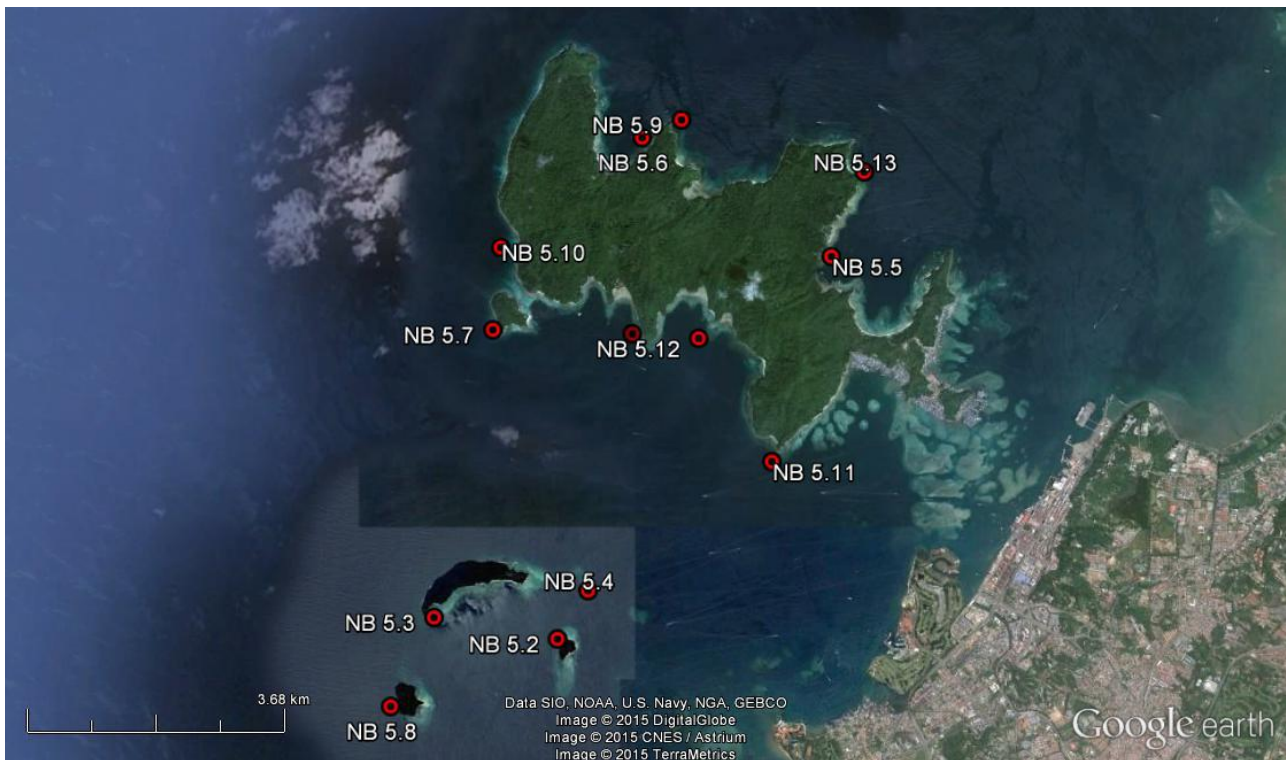 NB 5.9
NB 5.6
NB 5.13
NB 5.10
NB 5.5
NB 5.7
NB 5.12
NB 5.11
NB 5.4
NB 5.3
NB 5.2
3.68 km
NB 5.8
Data SIO, NOAA, U.S. Navy, NGA, GEBCO
Image © 2015 DigitalGlobe
Image © 2015 CNES / Astrium
Image © 2015 TerraMetrics
Google earth